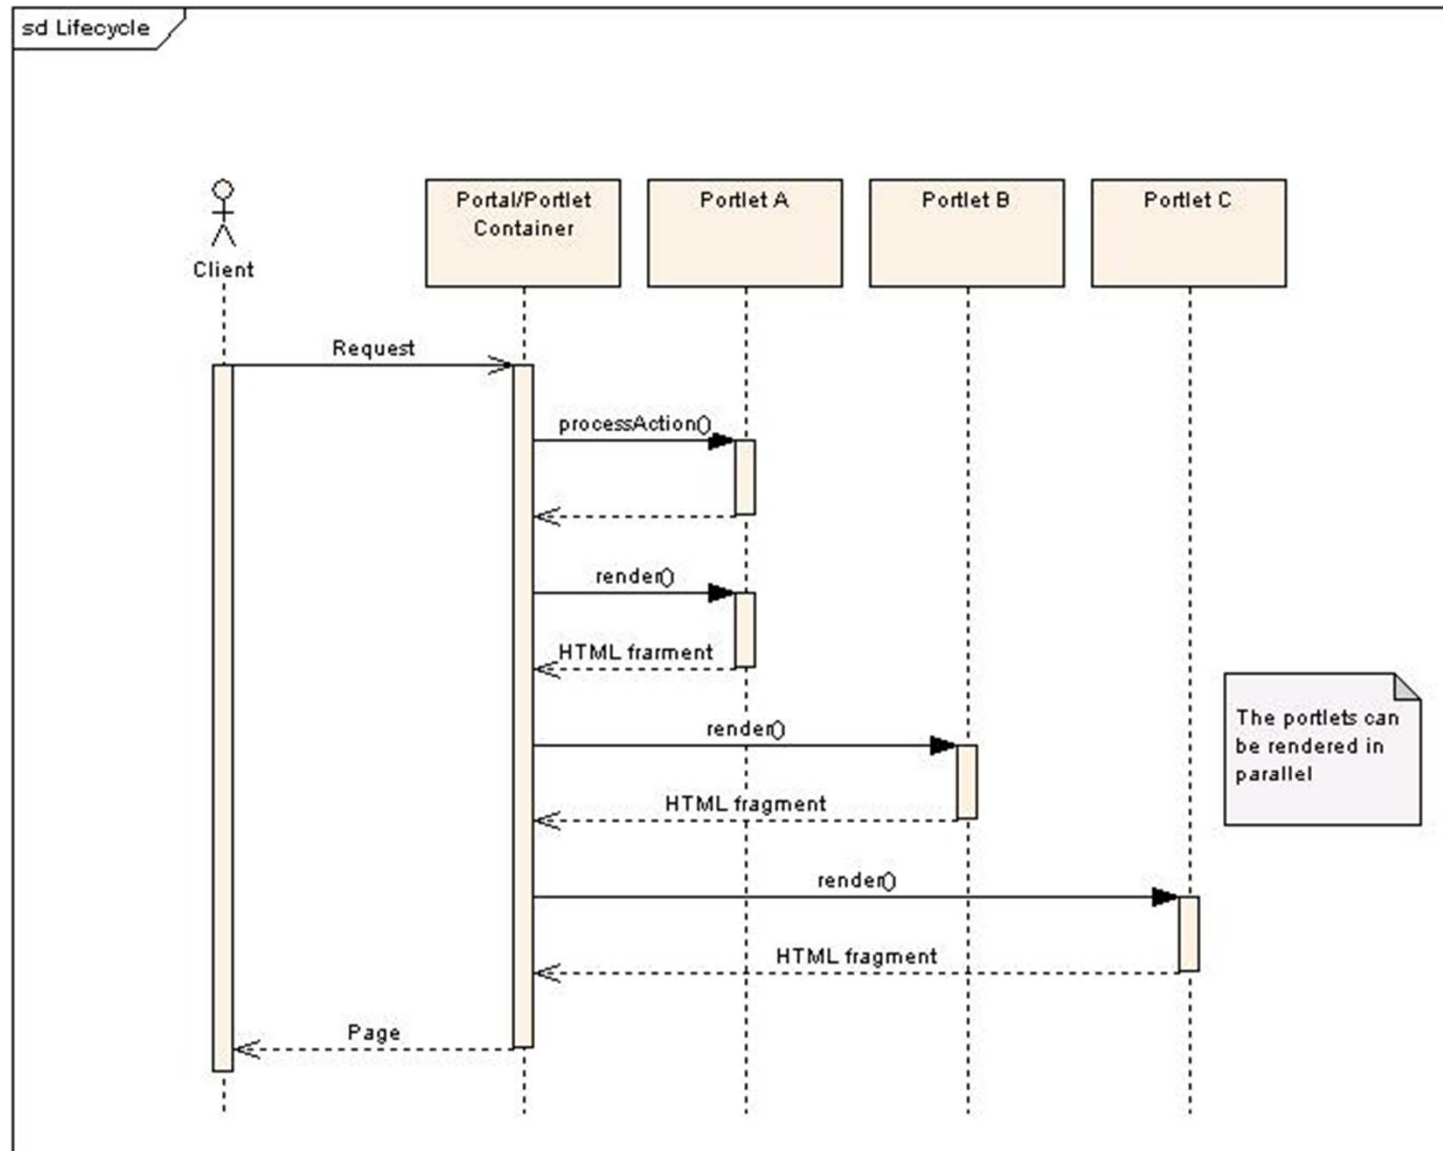 sd Lifecycle
Portal/Portlet
Container
Portlet A
Portlet B
Portlet C
Client
Request
processAction()
render()
HTML frarment
The portlets can
be rendered in
parallel
render()
HTML fragment
render()
HTML fragment
Page